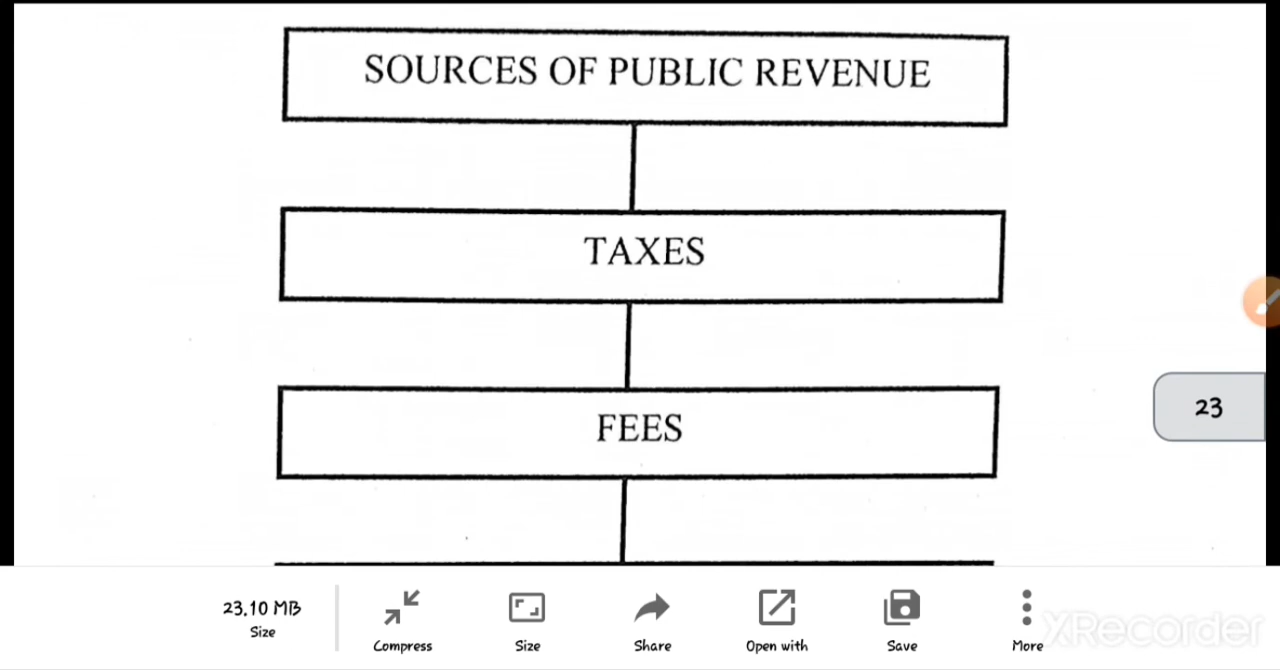 SOURCES OF PUBLIC REVENUE
TAXES
FEES
23
23.10 MB
Size
Compress
Size
Share
Open with
Save
More
XRecorder